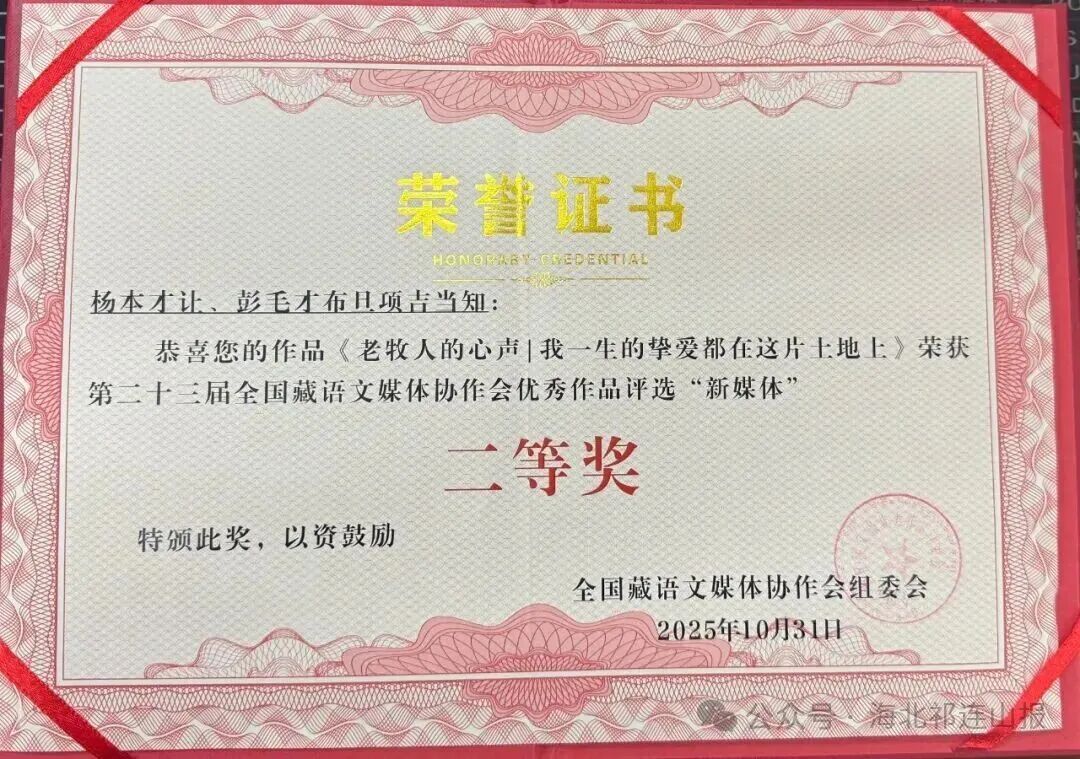 荣誉证书
HONORARY CREDENTIAL
杨本才让、彭毛才布旦项吉当知：
恭喜您的作品《老牧人的心声|我一生的挚爱都在这片土地上》荣获
第二十三届全国藏语文媒体协作会优秀作品评选“新媒体”
二等奖
特颁此奖，以资鼓励
全国藏语文媒体协作会组委会
2025年10月31日
公众号·海北祁连山报